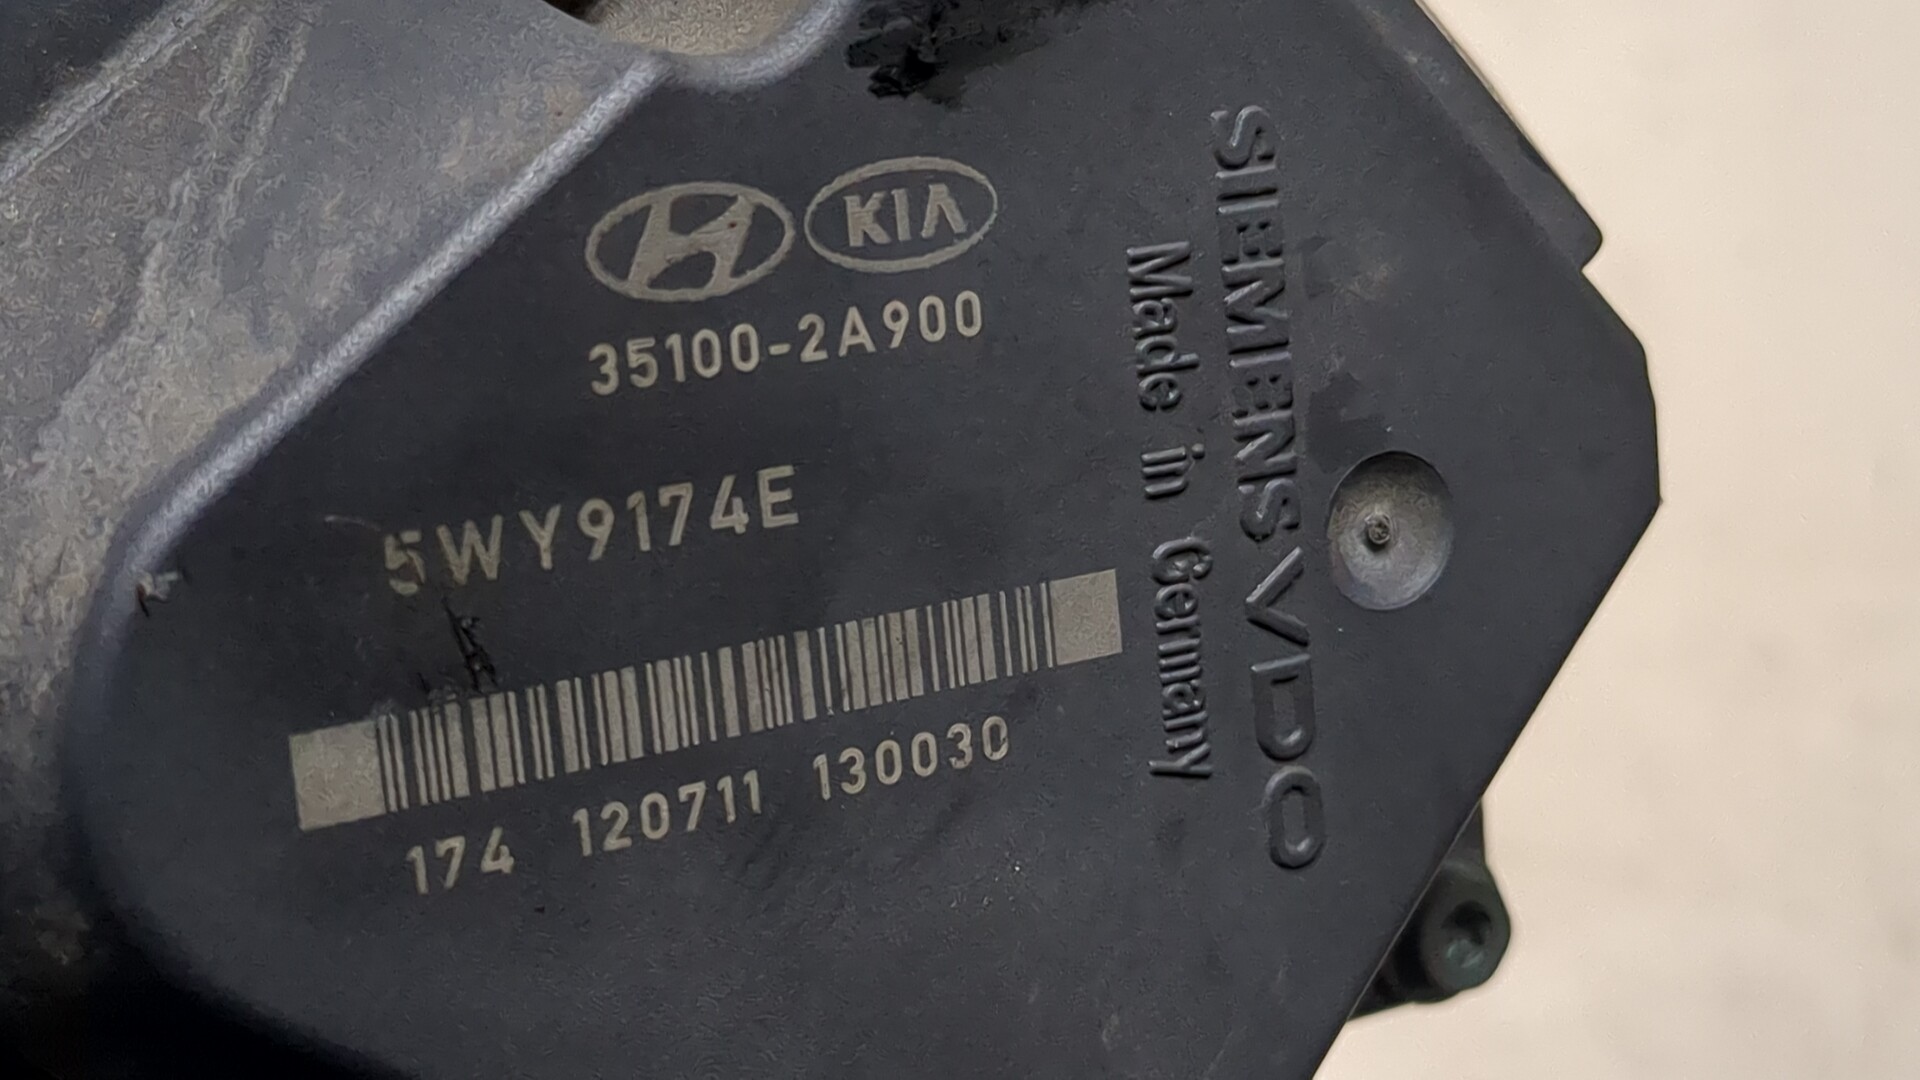 KIA
35100-2A900
5WY9174E
174 120711 130030
SIEMENS VDO
Made in Germany